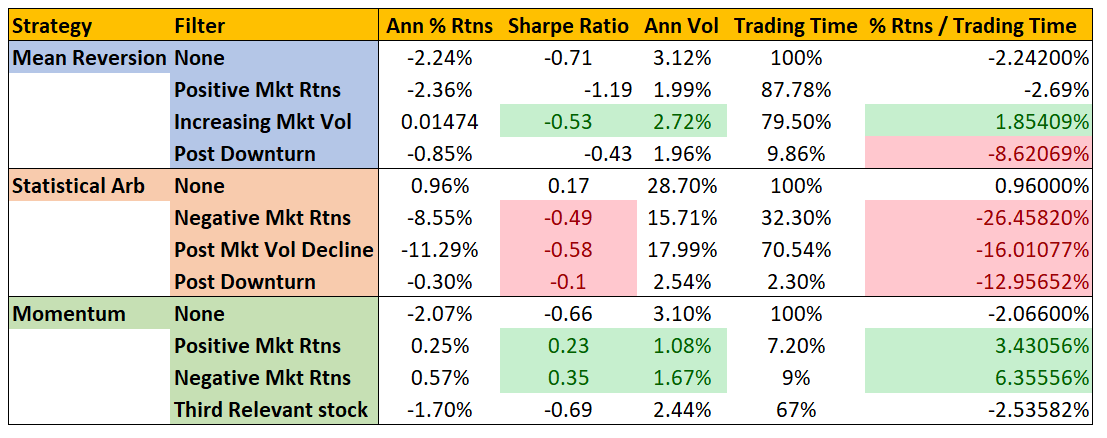 Strategy Filter Ann % Rtns Sharpe Ratio Ann Vol Trading Time % Rtns / Trading Time
Mean Reversion None -2.24% -0.71 3.12% 100% -2.24200%
Positive Mkt Rtns -2.36% -1.19 1.99% 87.78% -2.69%
Increasing Mkt Vol 0.01474 -0.53 2.72% 79.50% 1.85409%
Post Downturn -0.85% -0.43 1.96% 9.86% -8.62069%
Statistical Arb None 0.96% 0.17 28.70% 100% 0.96000%
Negative Mkt Rtns -8.55% -0.49 15.71% 32.30% -26.45820%
Post Mkt Vol Decline -11.29% -0.58 17.99% 70.54% -16.01077%
Post Downturn -0.30% -0.1 2.54% 2.30% -12.95652%
Momentum None -2.07% -0.66 3.10% 100% -2.06600%
Positive Mkt Rtns 0.25% 0.23 1.08% 7.20% 3.43056%
Negative Mkt Rtns 0.57% 0.35 1.67% 9% 6.35556%
Third Relevant stock -1.70% -0.69 2.44% 67% -2.53582%